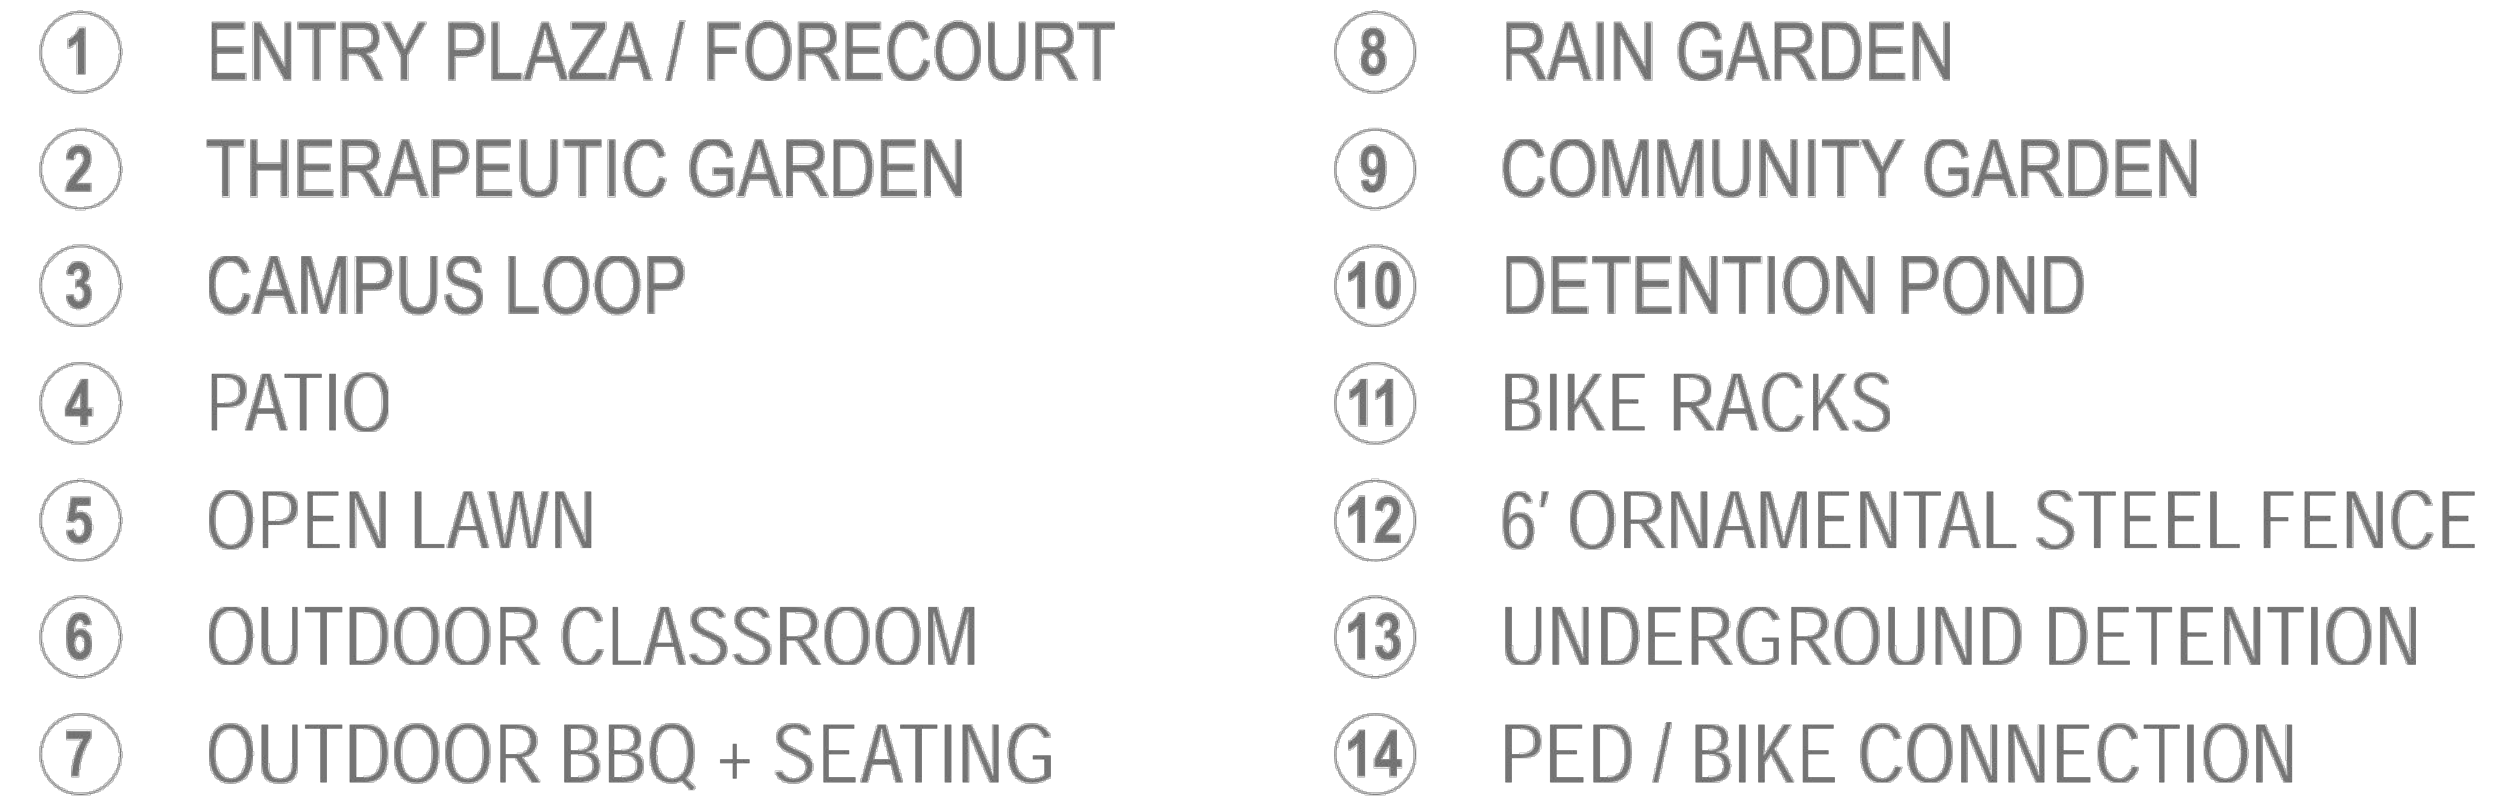 1 ENTRY PLAZA/ FORECOURT
2 THERAPEUTIC GARDEN
3 CAMPUS LOOP
4 PATIO
5 OPEN LAWN
6 OUTDOOR CLASSROOM
7 OUTDOOR BBQ + SEATING
8 RAIN GARDEN
9 COMMUNITY GARDEN
10 DETENTION POND
11 BIKE RACKS
12 6' ORNAMENTAL STEEL FENCE
13 UNDERGROUND DETENTION
14 PED / BIKE CONNECTION